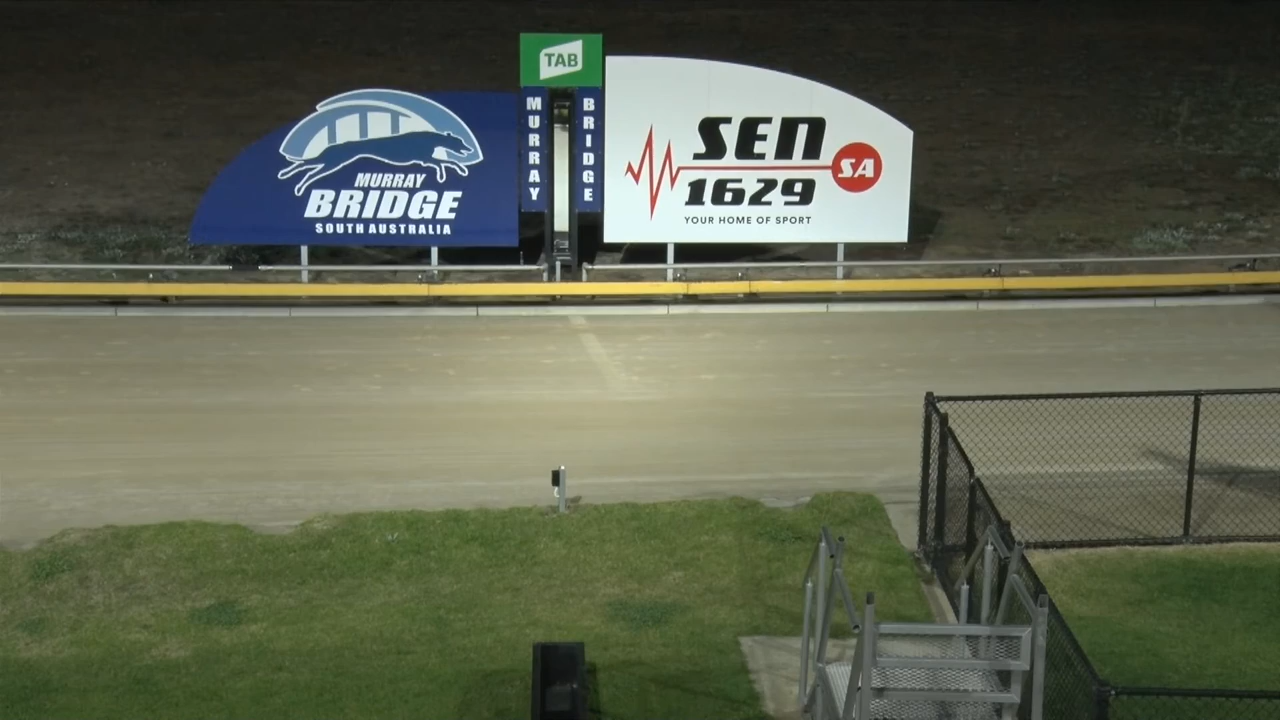 TAB
MURRAY
BRIDGE
MURRAY
BRIDGE
SOUTH AUSTRALIA
SEN
SA
1629
YOUR HOME OF SPORT